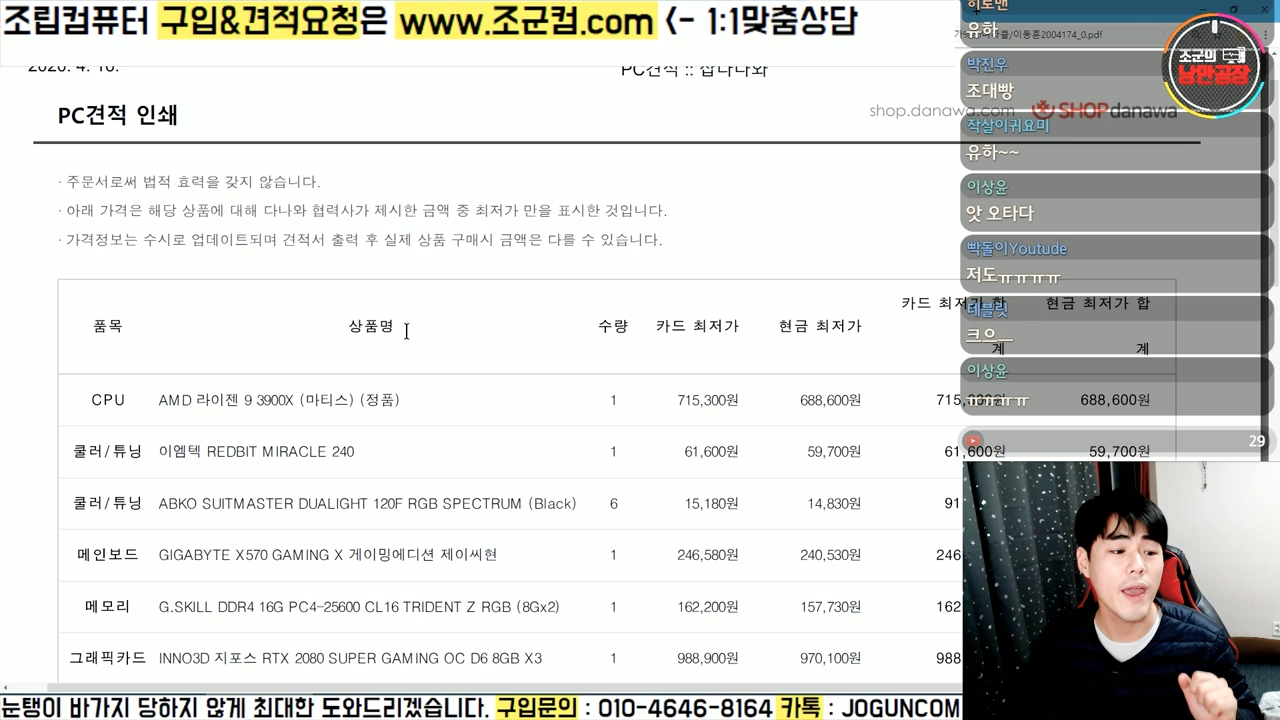 조립컴퓨터 구입&견적요청은 www.조군컴.com <- 1:1맞춤상담
PC견적 :: 샵다나와
PC견적 인쇄
shop.danawa.com SHOPdanawa
· 주문서로써 법적 효력을 갖지 않습니다.
· 아래 가격은 해당 상품에 대해 다나와 협력사가 제시한 금액 중 최저가 만을 표시한 것입니다.
· 가격정보는 수시로 업데이트되며 견적서 출력 후 실제 상품 구매시 금액은 다를 수 있습니다.
품목 상품명 수량 카드 최저가 현금 최저가 카드 최저가 합계 현금 최저가 합계
CPU AMD 라이젠 9 3900X (마티스) (정품) 1 715,300원 688,600원 688,600원
쿨러/튜닝 이엠텍 REDBIT MIRACLE 240 1 61,600원 59,700원 61,600원 59,700원
쿨러/튜닝 ABKO SUITMASTER DUALIGHT 120F RGB SPECTRUM (Black) 6 15,180원 14,830원 91
메인보드 GIGABYTE X570 GAMING X 게이밍에디션 제이씨현 1 246,580원 240,530원 246
메모리 G.SKILL DDR4 16G PC4-25600 CL16 TRIDENT Z RGB (8Gx2) 1 162,200원 157,730원 162
그래픽카드 INNO3D 지포스 RTX 2080 SUPER GAMING OC D6 8GB X3 1 988,900원 970,100원 988
히로맨
유하
박진우
조대빵
작살이귀요미
유하~~
이상윤
앗 오타다
빡돌이Youtude
저도ㅠㅠㅠㅠ
테블릿
크으__
이상윤
ㅠㅠㅠㅠ
29
조군의
낭만공장
눈탱이 바가지 당하지 않게 최대한 도와드리겠습니다. 구입문의 : 010-4646-8164 카톡 : JOGUNCOM